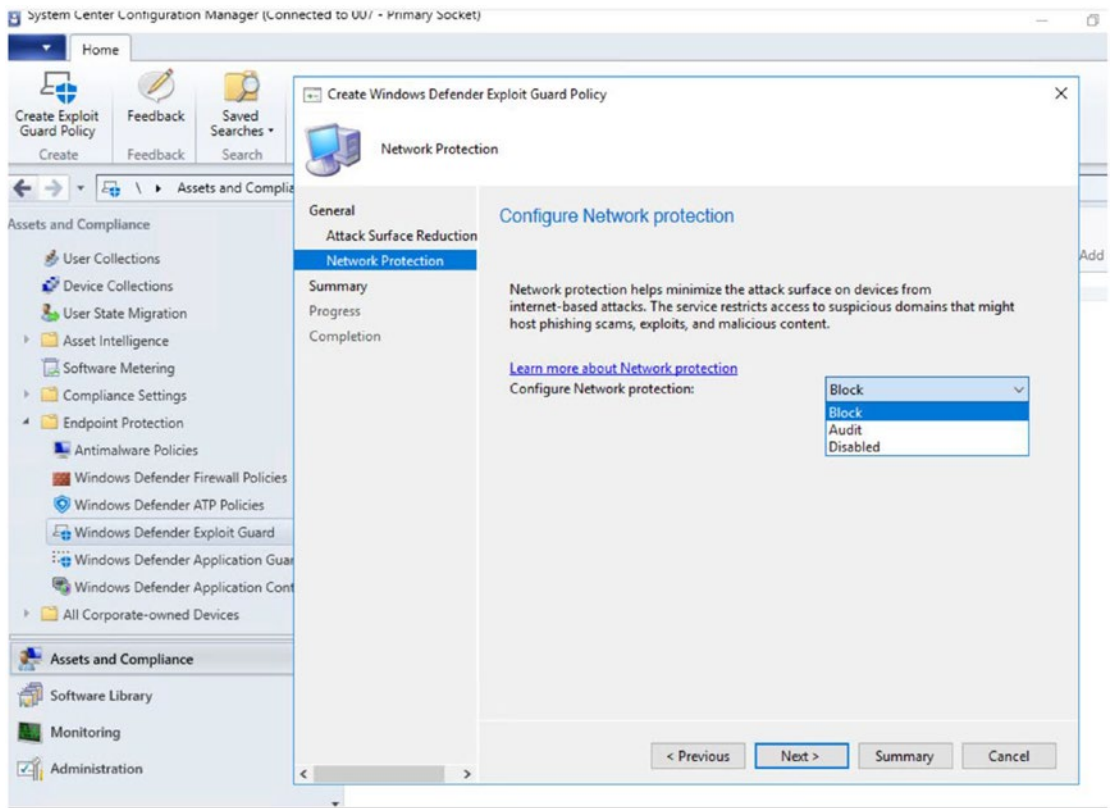 System Center Configuration Manager (Connected to 007 - Primary Socket)
Home
Create Exploit
Guard Policy
Feedback
Saved
Searches
Create
Feedback
Search
\ Assets and Complia
Assets and Compliance
User Collections
Device Collections
User State Migration
Asset Intelligence
Software Metering
Compliance Settings
Endpoint Protection
Antimalware Policies
Windows Defender Firewall Policies
Windows Defender ATP Policies
Windows Defender Exploit Guard
Windows Defender Application Guar
Windows Defender Application Cont
All Corporate-owned Devices
Assets and Compliance
Software Library
Monitoring
Administration
Create Windows Defender Exploit Guard Policy
Network Protection
General
Attack Surface Reduction
Network Protection
Summary
Progress
Completion
Configure Network protection
Network protection helps minimize the attack surface on devices from
internet-based attacks. The service restricts access to suspicious domains that might
host phishing scams, exploits, and malicious content.
Learn more about Network protection
Configure Network protection:
Block
Block
Audit
Disabled
< Previous
Next >
Summary
Cancel
Add